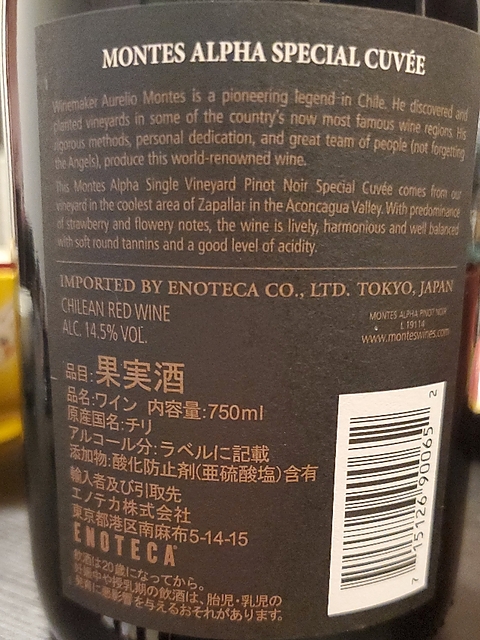 MONTES ALPHA SPECIAL CUVÉE
Winemaker Aurelio Montes is a pioneering legend in Chile. He discovered and
planted vineyards in some of the country's now most famous wine regions. His
rigorous methods, personal dedication, and great team of people (not forgetting
the Angels), produce this world-renowned wine.
This Montes Alpha Single Vineyard Pinot Noir Special Cuvée comes from our
vineyard in the coolest area of Zapallar in the Aconcagua Valley. With predominance
of strawberry and flowery notes, the wine is lively, harmonious and well balanced
with soft round tannins and a good level of acidity.
IMPORTED BY ENOTECA CO., LTD. TOKYO, JAPAN
CHILEAN RED WINE
ALC. 14.5% VOL.
MONTES ALPHA PINOT NOIR
L 19114
www.monteswines.com
品目:果実酒
品名:ワイン 内容量:750ml
原産国名:チリ
アルコール分:ラベルに記載
添加物:酸化防止剤(亜硫酸塩)含有
輸入者及び引取先
エノテカ株式会社
東京都港区南麻布5-14-15
ENOTECA
飲酒は20歳になってから。
妊娠中や授乳期の飲酒は、胎児・乳児の
発育に悪影響を与えるおそれがあります。
7 15126 90065 2